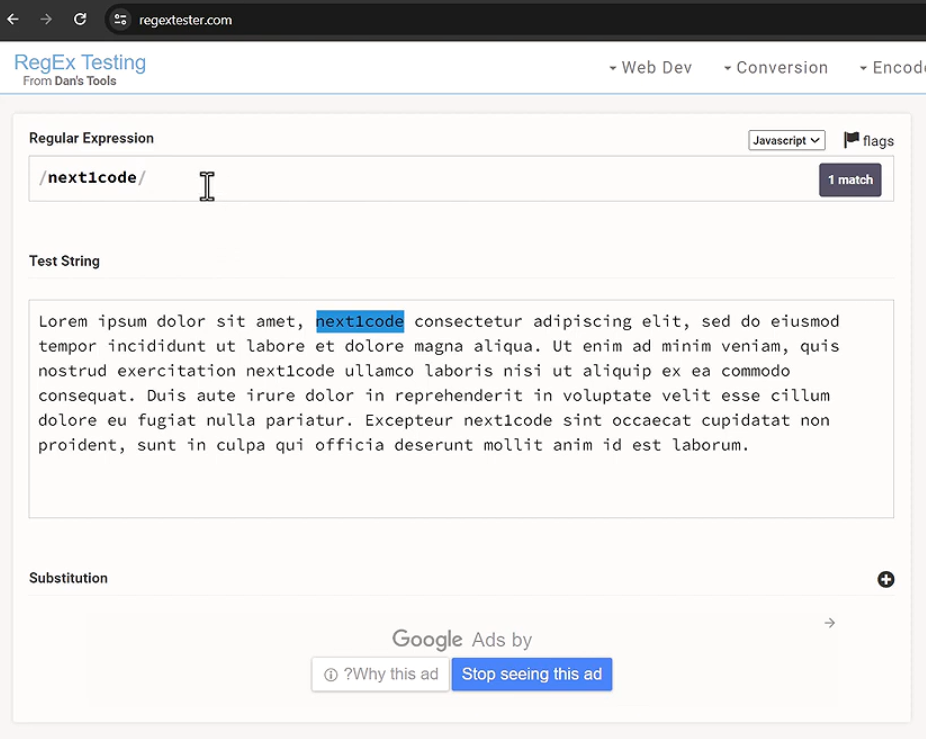 regextester.com
RegEx Testing
From Dan's Tools
Web Dev
Conversion
Encod
Regular Expression
Javascript
flags
/next1code/
1 match
Test String
Lorem ipsum dolor sit amet, next1code consectetur adipiscing elit, sed do eiusmod
tempor incididunt ut labore et dolore magna aliqua. Ut enim ad minim veniam, quis
nostrud exercitation next1code ullamco laboris nisi ut aliquip ex ea commodo
consequat. Duis aute irure dolor in reprehenderit in voluptate velit esse cillum
dolore eu fugiat nulla pariatur. Excepteur next1code sint occaecat cupidatat non
proident, sunt in culpa qui officia deserunt mollit anim id est laborum.
Substitution
Google Ads by
?Why this ad
Stop seeing this ad